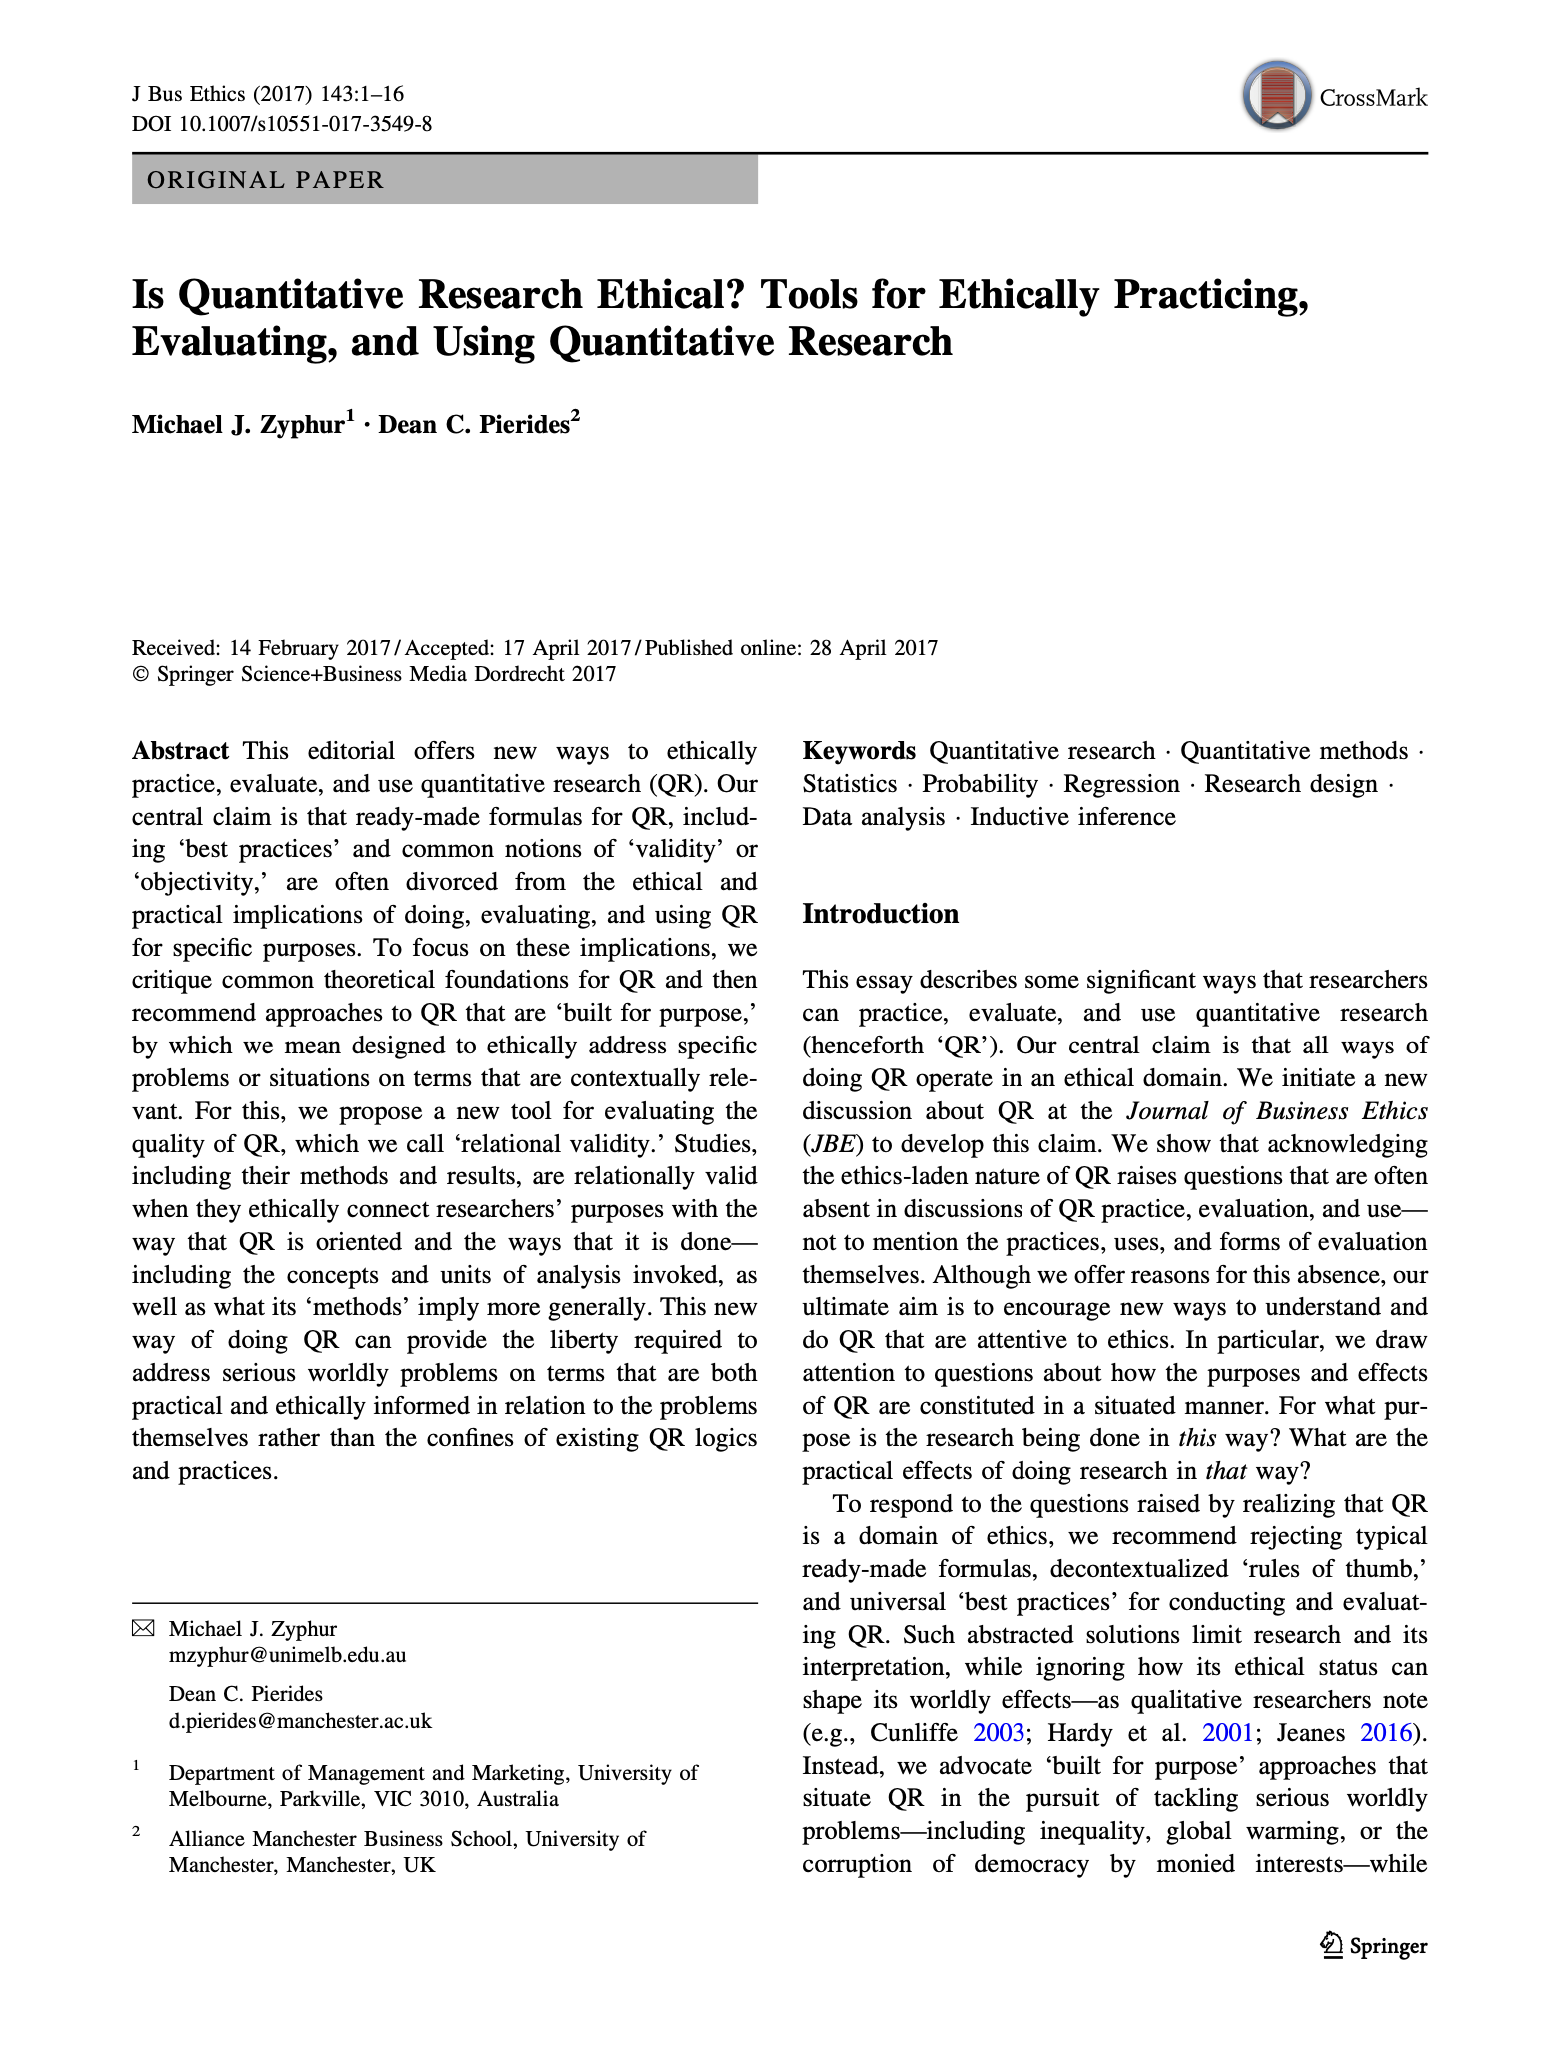 J Bus Ethics (2017) 143:1–16
DOI 10.1007/s10551-017-3549-8
CrossMark
ORIGINAL PAPER
Is Quantitative Research Ethical? Tools for Ethically Practicing,
Evaluating, and Using Quantitative Research
Michael J. Zyphur1 · Dean C. Pierides2
Received: 14 February 2017 / Accepted: 17 April 2017 / Published online: 28 April 2017
© Springer Science+Business Media Dordrecht 2017
Abstract This editorial offers new ways to ethically
practice, evaluate, and use quantitative research (QR). Our
central claim is that ready-made formulas for QR, includ-
ing ‘best practices’ and common notions of ‘validity’ or
‘objectivity,’ are often divorced from the ethical and
practical implications of doing, evaluating, and using QR
for specific purposes. To focus on these implications, we
critique common theoretical foundations for QR and then
recommend approaches to QR that are ‘built for purpose,’
by which we mean designed to ethically address specific
problems or situations on terms that are contextually rele-
vant. For this, we propose a new tool for evaluating the
quality of QR, which we call ‘relational validity.’ Studies,
including their methods and results, are relationally valid
when they ethically connect researchers’ purposes with the
way that QR is oriented and the ways that it is done—
including the concepts and units of analysis invoked, as
well as what its ‘methods’ imply more generally. This new
way of doing QR can provide the liberty required to
address serious worldly problems on terms that are both
practical and ethically informed in relation to the problems
themselves rather than the confines of existing QR logics
and practices.
Michael J. Zyphur
mzyphur@unimelb.edu.au
Dean C. Pierides
d.pierides@manchester.ac.uk
1 Department of Management and Marketing, University of
Melbourne, Parkville, VIC 3010, Australia
2 Alliance Manchester Business School, University of
Manchester, Manchester, UK
Keywords Quantitative research · Quantitative methods ·
Statistics · Probability · Regression · Research design ·
Data analysis · Inductive inference
Introduction
This essay describes some significant ways that researchers
can practice, evaluate, and use quantitative research
(henceforth ‘QR’). Our central claim is that all ways of
doing QR operate in an ethical domain. We initiate a new
discussion about QR at the Journal of Business Ethics
(JBE) to develop this claim. We show that acknowledging
the ethics-laden nature of QR raises questions that are often
absent in discussions of QR practice, evaluation, and use—
not to mention the practices, uses, and forms of evaluation
themselves. Although we offer reasons for this absence, our
ultimate aim is to encourage new ways to understand and
do QR that are attentive to ethics. In particular, we draw
attention to questions about how the purposes and effects
of QR are constituted in a situated manner. For what pur-
pose is the research being done in this way? What are the
practical effects of doing research in that way?
To respond to the questions raised by realizing that QR
is a domain of ethics, we recommend rejecting typical
ready-made formulas, decontextualized ‘rules of thumb,’
and universal ‘best practices’ for conducting and evaluat-
ing QR. Such abstracted solutions limit research and its
interpretation, while ignoring how its ethical status can
shape its worldly effects—as qualitative researchers note
(e.g., Cunliffe 2003; Hardy et al. 2001; Jeanes 2016).
Instead, we advocate ‘built for purpose’ approaches that
situate QR in the pursuit of tackling serious worldly
problems—including inequality, global warming, or the
corruption of democracy by monied interests—while
Springer